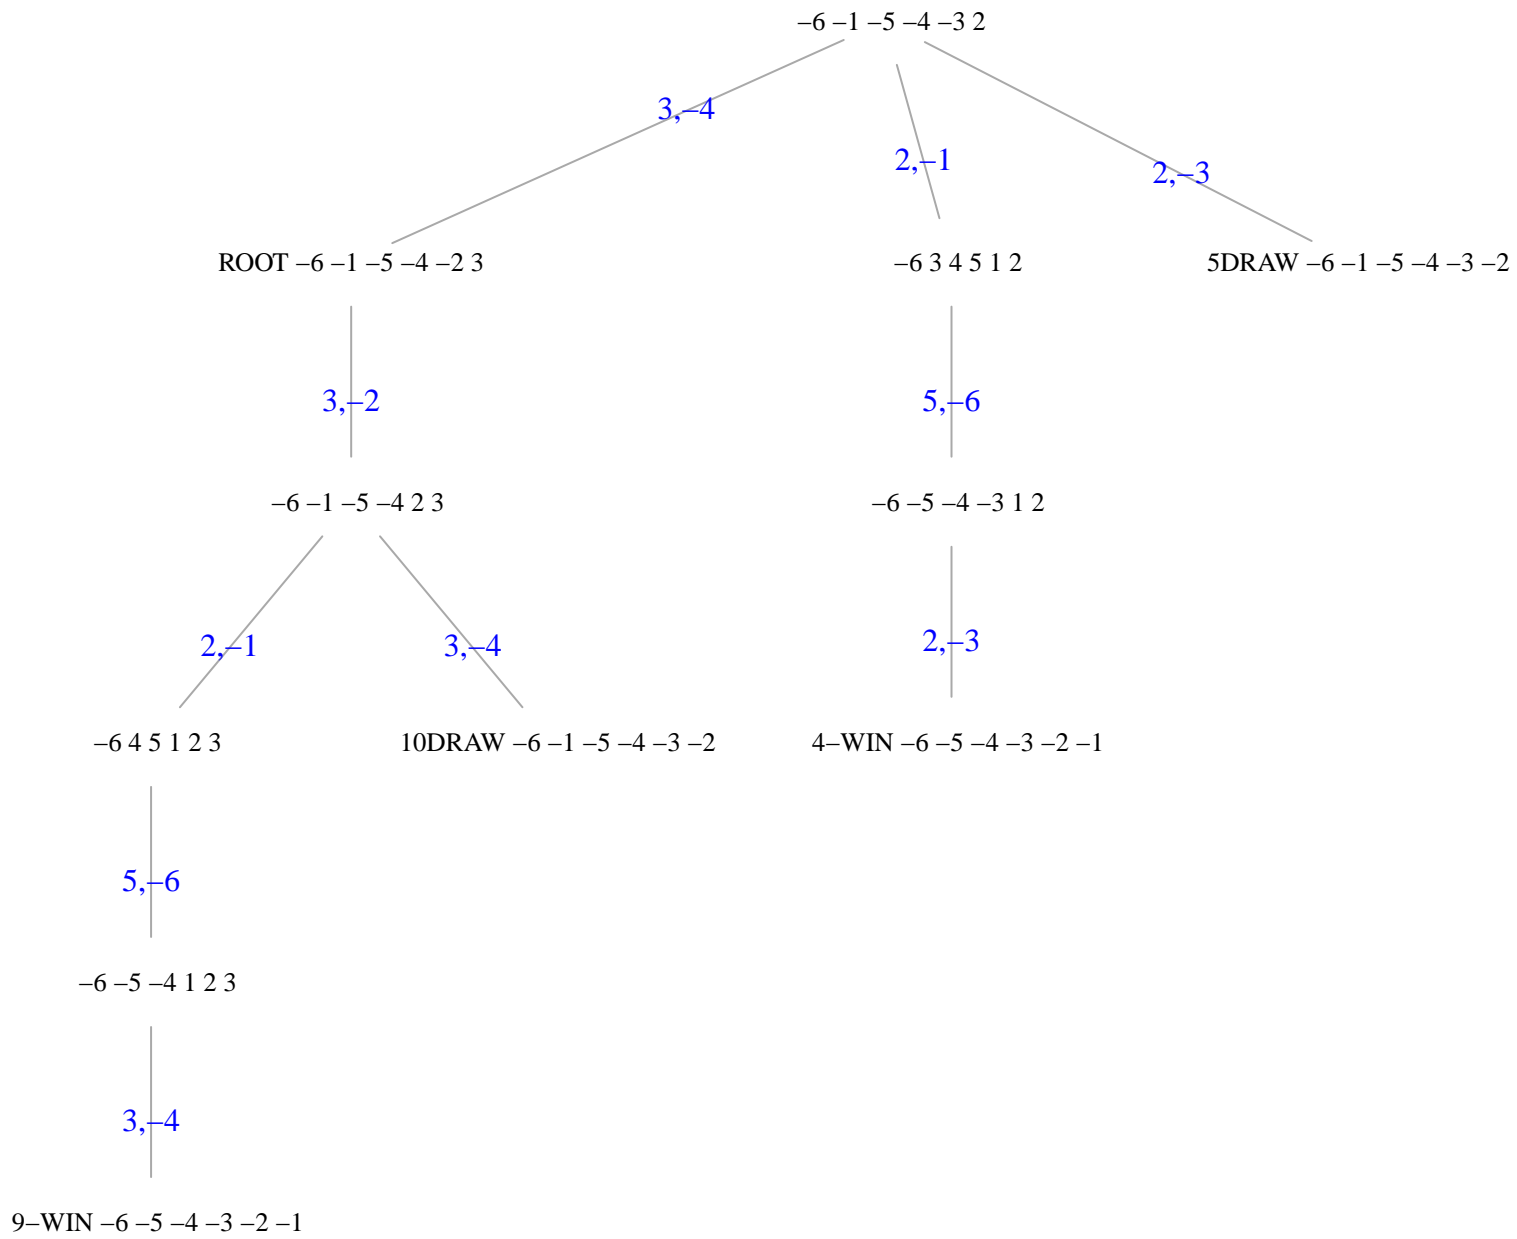 –6 –1 –5 –4 –3 2
3,–4
2,–1
2,–3
ROOT –6 –1 –5 –4 –2 3
–6 3 4 5 1 2
5DRAW –6 –1 –5 –4 –3 –2
3,–2
5,–6
–6 –1 –5 –4 2 3
–6 –5 –4 –3 1 2
2,–1
3,–4
2,–3
–6 4 5 1 2 3
10DRAW –6 –1 –5 –4 –3 –2
4–WIN –6 –5 –4 –3 –2 –1
5,–6
–6 –5 –4 1 2 3
3,–4
9–WIN –6 –5 –4 –3 –2 –1